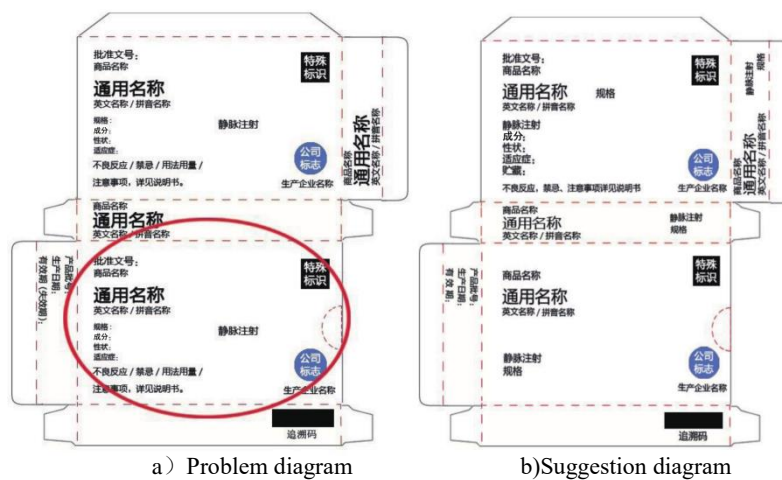 批准文号:
商品名称
通用名称
英文名称 / 拼音名称
规格:
成分:
性状:
适应症:
静脉注射
不良反应 / 禁忌 / 用法用量 /
注意事项，详见说明书。
特殊
标识
公司
标志
生产企业名称
商品名称
通用名称
英文名称 / 拼音名称
商品名称
通用名称
英文名称 / 拼音名称
产品批号:
生产日期:
有效期 (失效期):
批准文号:
商品名称
通用名称
英文名称 / 拼音名称
规格:
成分:
性状:
适应症:
静脉注射
不良反应 / 禁忌 / 用法用量 /
注意事项，详见说明书。
特殊
标识
公司
标志
生产企业名称
追溯码
a）Problem diagram
批准文号:
商品名称
通用名称 规格
英文名称 / 拼音名称
静脉注射
成分:
性状:
适应症:
贮藏:
不良反应，禁忌、注意事项详见说明书
特殊
标识
公司
标志
生产企业名称
静脉注射
规格
商品名称
通用名称
英文名称 / 拼音名称
商品名称
通用名称
英文名称 / 拼音名称
静脉注射
规格
产品批号:
生产日期:
有效期:
商品名称
通用名称
英文名称 / 拼音名称
静脉注射
规格
特殊
标识
公司
标志
生产企业名称
追溯码
b)Suggestion diagram